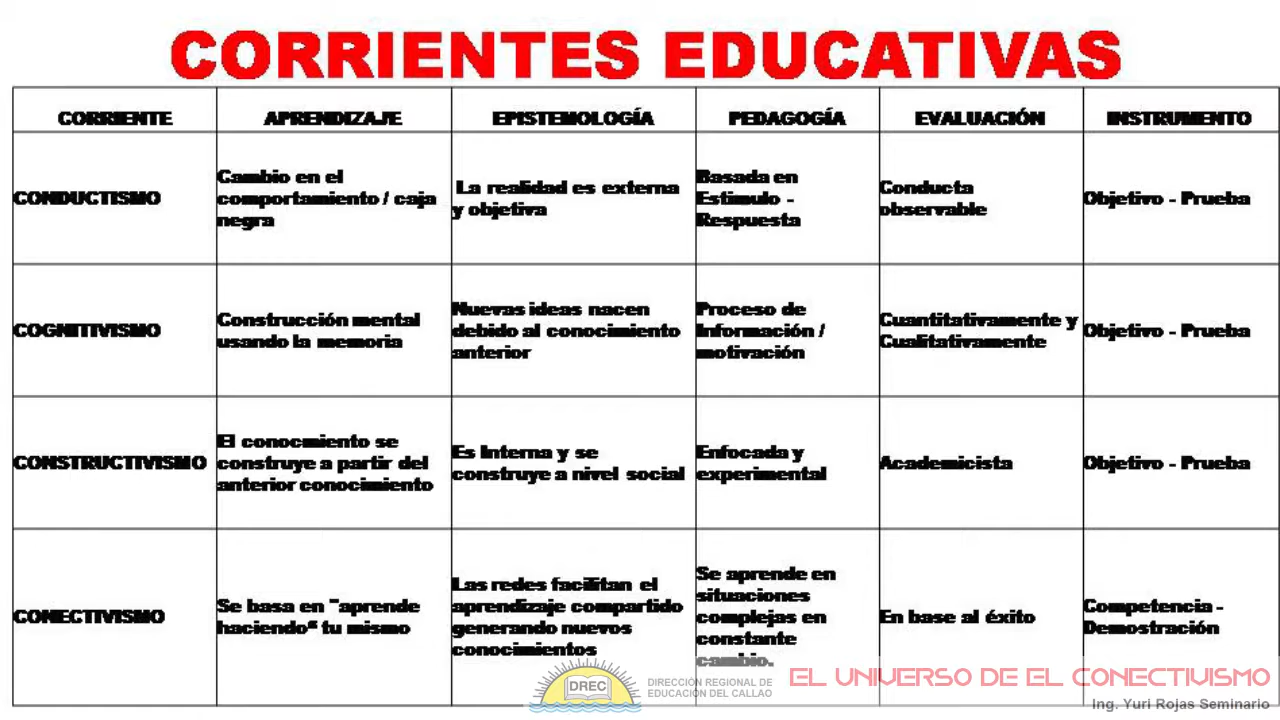 CORRIENTES EDUCATIVAS
CORRIENTE
APRENDIZAJE
EPISTEMOLOGÍA
PEDAGOGÍA
EVALUACIÓN
INSTRUMENTO
CONDUCTISMO
Cambio en el
comportamiento / caja
negra
La realidad es externa
y objetiva
Basada en
Estimulo -
Respuesta
Conducta
observable
Objetivo - Prueba
COGNITIVISMO
Construcción mental
usando la memoria
Nuevas ideas nacen
debido al conocimiento
anterior
Proceso de
Información /
motivación
Cuantitativamente y
Cualitativamente
Objetivo - Prueba
CONSTRUCTIVISMO
El conocmiento se
construye a partir del
anterior conocimiento
Es Interna y se
construye a nivel social
Enfocada y
experimental
Academicista
Objetivo - Prueba
CONECTIVISMO
Se basa en "aprende
haciendo" tu mismo
Las redes facilitan el
aprendizaje compartido
generando nuevos
conocimientos
Se aprende en
situaciones
complejas en
constante
cambio.
En base al éxito
Competencia -
Demostración
DREC
DIRECCIÓN REGIONAL DE
EDUCACIÓN DEL CALLAO
EL UNIVERSO DE EL CONECTIVISMO
Ing. Yuri Rojas Seminario